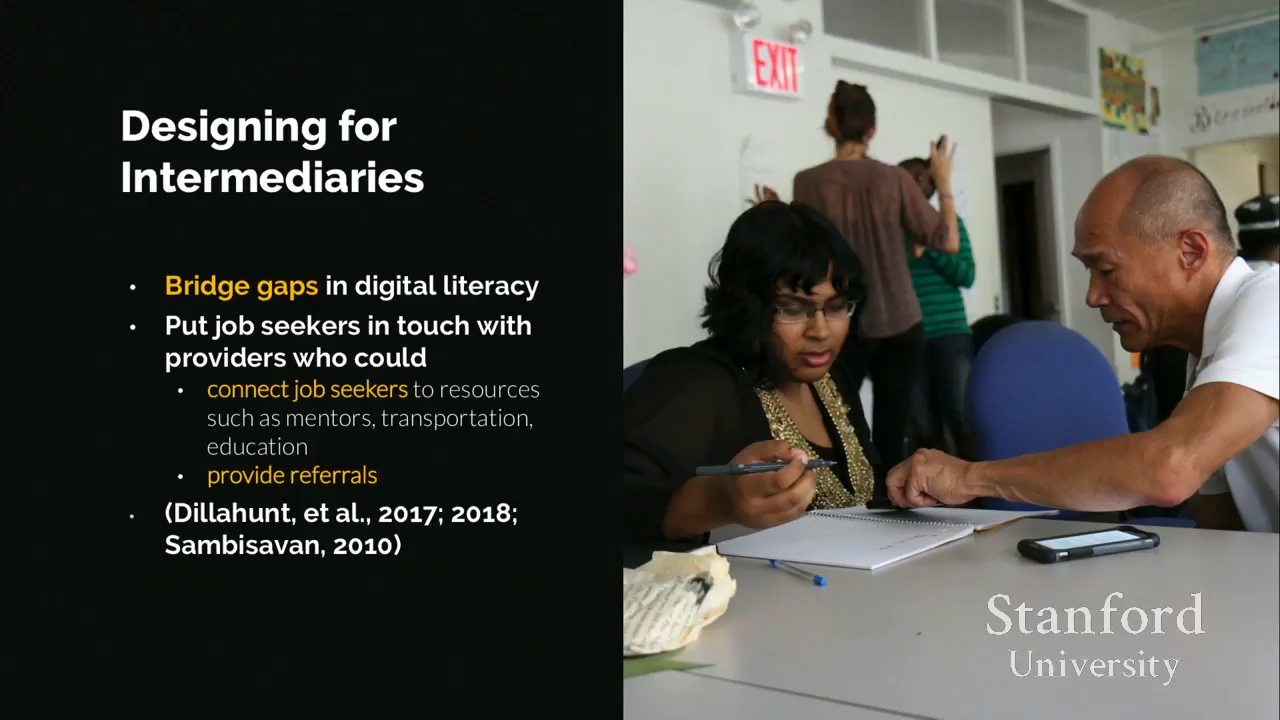 Designing for
Intermediaries
• Bridge gaps in digital literacy
• Put job seekers in touch with
providers who could
• connect job seekers to resources
such as mentors, transportation,
education
• provide referrals
• (Dillahunt, et al., 2017; 2018;
Sambisavan, 2010)
EXIT
Stanford
University